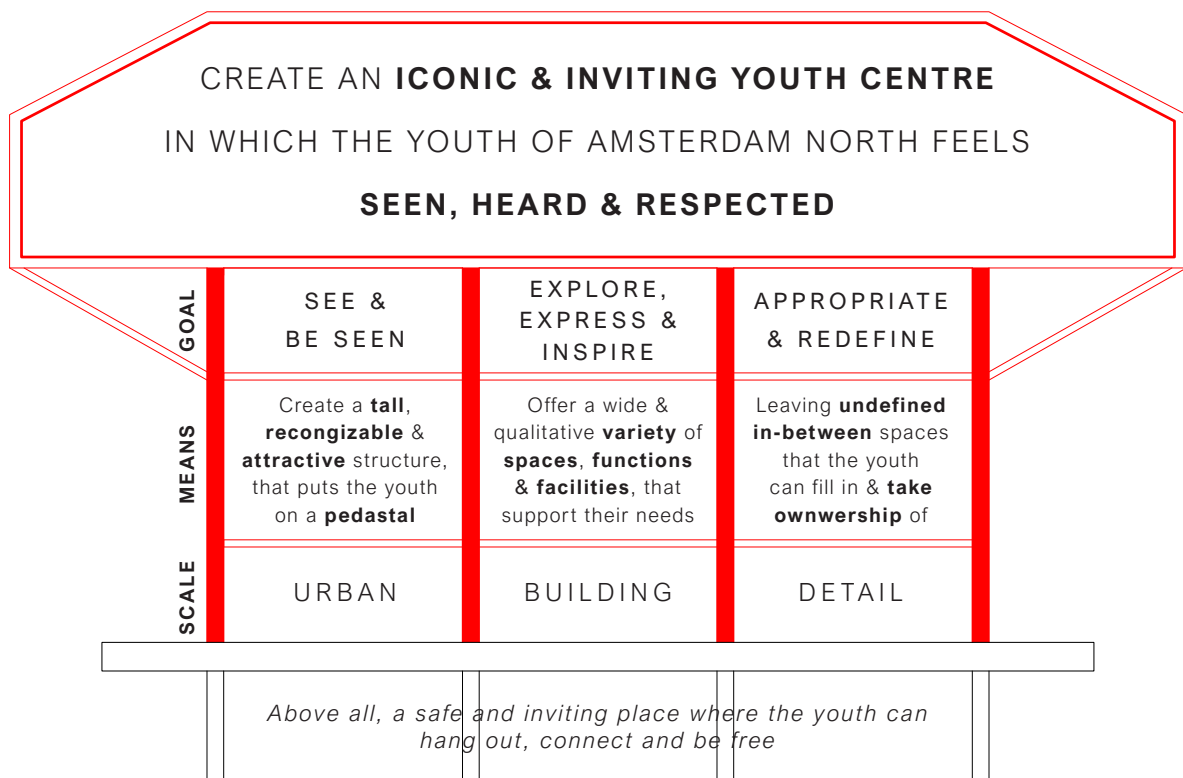 CREATE AN ICONIC & INVITING YOUTH CENTRE
IN WHICH THE YOUTH OF AMSTERDAM NORTH FEELS
SEEN, HEARD & RESPECTED
GOAL
SEE &
BE SEEN
EXPLORE,
EXPRESS &
INSPIRE
APPROPRIATE
& REDEFINE
MEANS
Create a tall,
recongizable &
attractive structure,
that puts the youth
on a pedastal
Offer a wide &
qualitative variety of
spaces, functions
& facilities, that
support their needs
Leaving undefined
in-between spaces
that the youth
can fill in & take
ownwership of
SCALE
URBAN
BUILDING
DETAIL
Above all, a safe and inviting place where the youth can
hang out, connect and be free